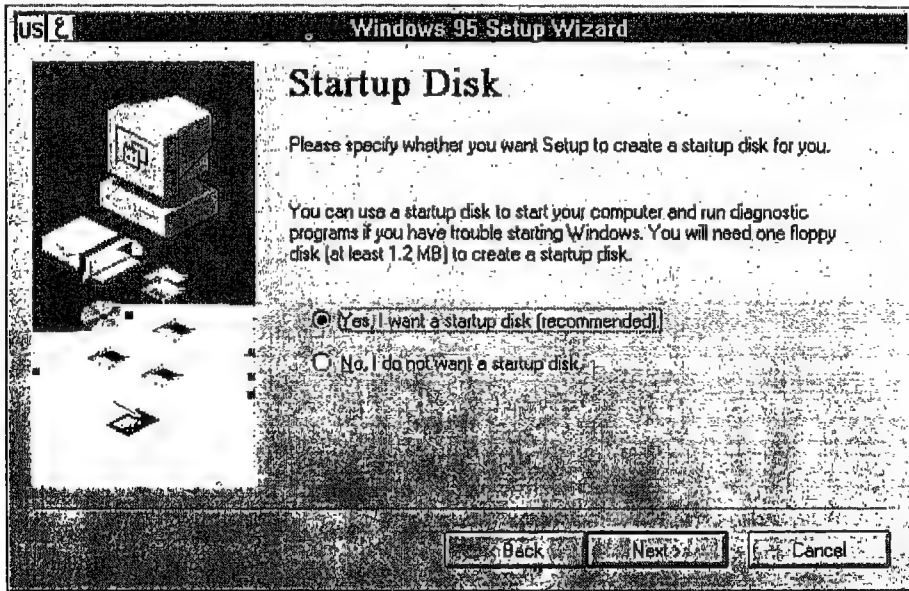 US ع
Windows 95 Setup Wizard
Startup Disk
Please specify whether you want Setup to create a startup disk for you.
You can use a startup disk to start your computer and run diagnostic
programs if you have trouble starting Windows. You will need one floppy
disk (at least 1.2 MB) to create a startup disk.
Yes, I want a startup disk (recommended).
No, I do not want a startup disk.
Back Next > Cancel